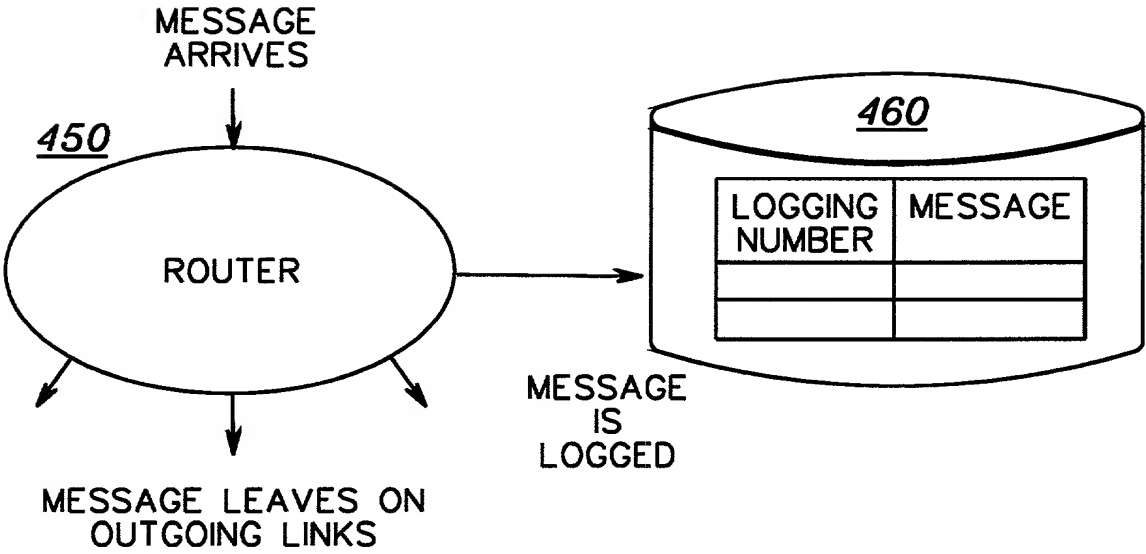 MESSAGE
ARRIVES
450
ROUTER
460
LOGGING
NUMBER
MESSAGE
MESSAGE
IS
LOGGED
MESSAGE LEAVES ON
OUTGOING LINKS